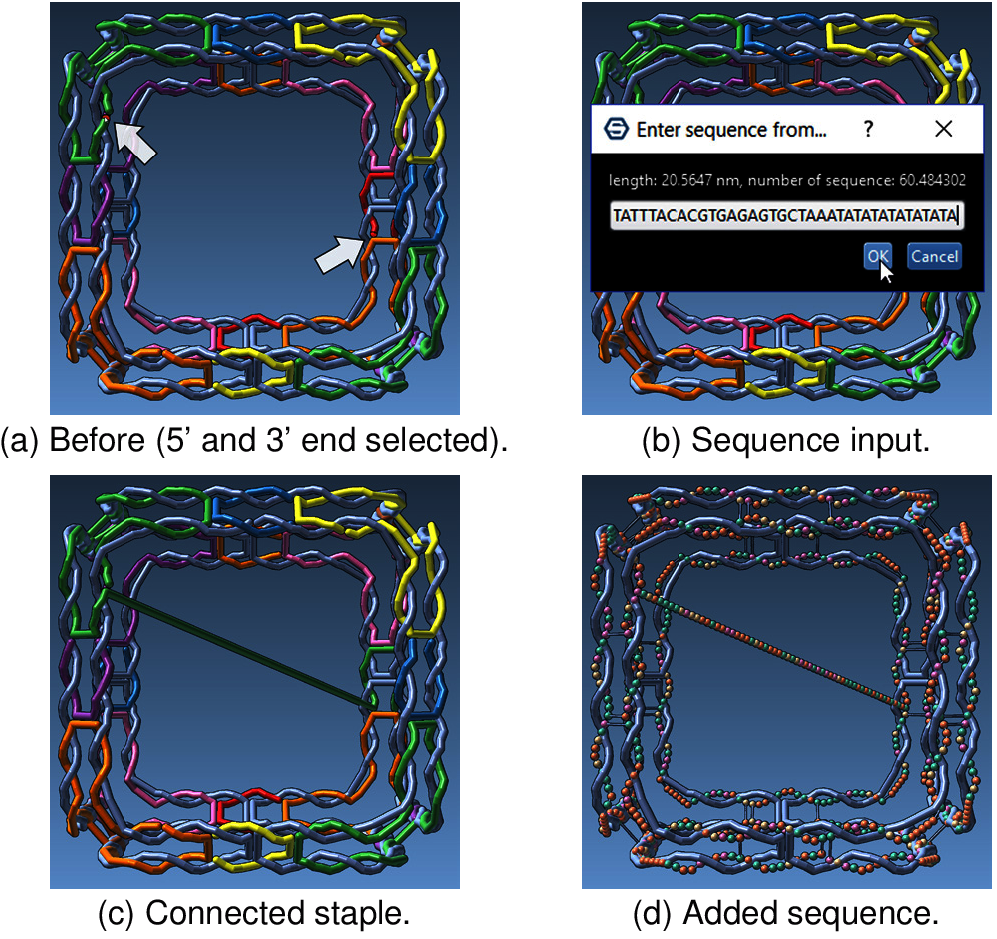 Enter sequence from... ? ×
length: 20.5647 nm, number of sequence: 60.484302
TATTTACACGTGAGAGTGCTAAATATATATATATATA
OK Cancel
(a) Before (5’ and 3’ end selected).
(b) Sequence input.
(c) Connected staple.
(d) Added sequence.